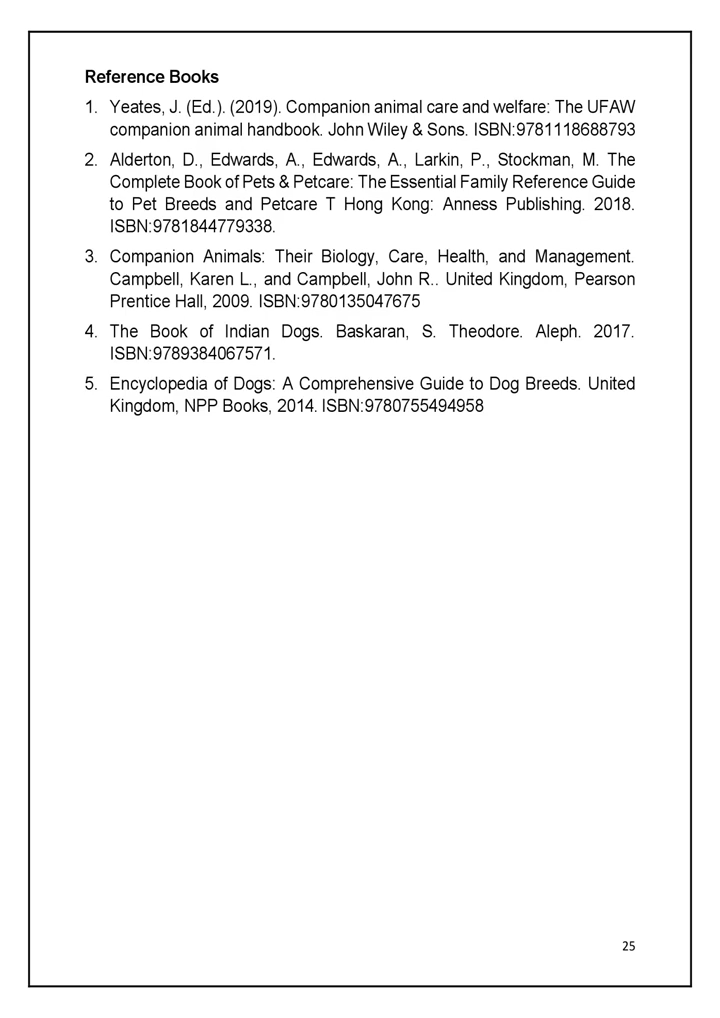 Reference Books
1. Yeates, J. (Ed.). (2019). Companion animal care and welfare: The UFAW
companion animal handbook. John Wiley & Sons. ISBN:9781118688793
2. Alderton, D., Edwards, A., Edwards, A., Larkin, P., Stockman, M. The
Complete Book of Pets & Petcare: The Essential Family Reference Guide
to Pet Breeds and Petcare T Hong Kong: Anness Publishing. 2018.
ISBN:9781844779338.
3. Companion Animals: Their Biology, Care, Health, and Management.
Campbell, Karen L., and Campbell, John R.. United Kingdom, Pearson
Prentice Hall, 2009. ISBN:9780135047675
4. The Book of Indian Dogs. Baskaran, S. Theodore. Aleph. 2017.
ISBN:9789384067571.
5. Encyclopedia of Dogs: A Comprehensive Guide to Dog Breeds. United
Kingdom, NPP Books, 2014. ISBN:9780755494958
25